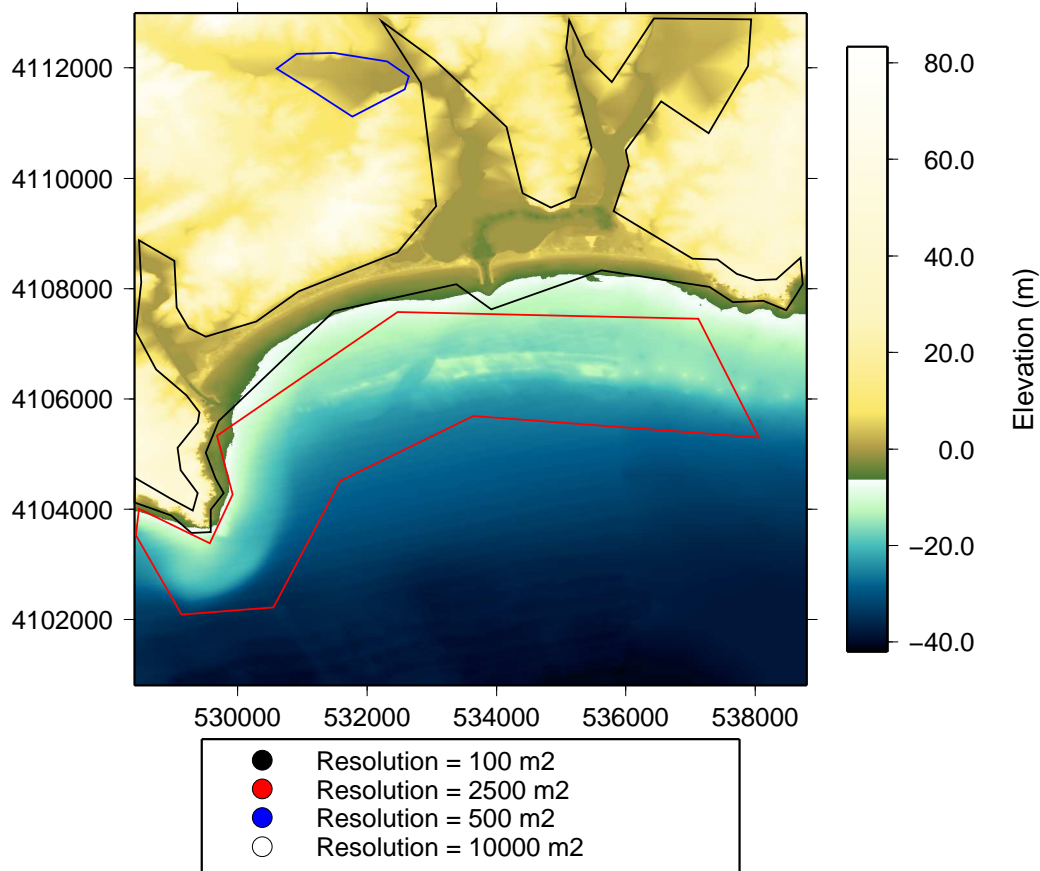 4112000
4110000
4108000
4106000
4104000
4102000
530000 532000 534000 536000 538000
80.0
60.0
40.0
20.0
0.0
−20.0
−40.0
Elevation (m)
Resolution = 100 m2
Resolution = 2500 m2
Resolution = 500 m2
Resolution = 10000 m2